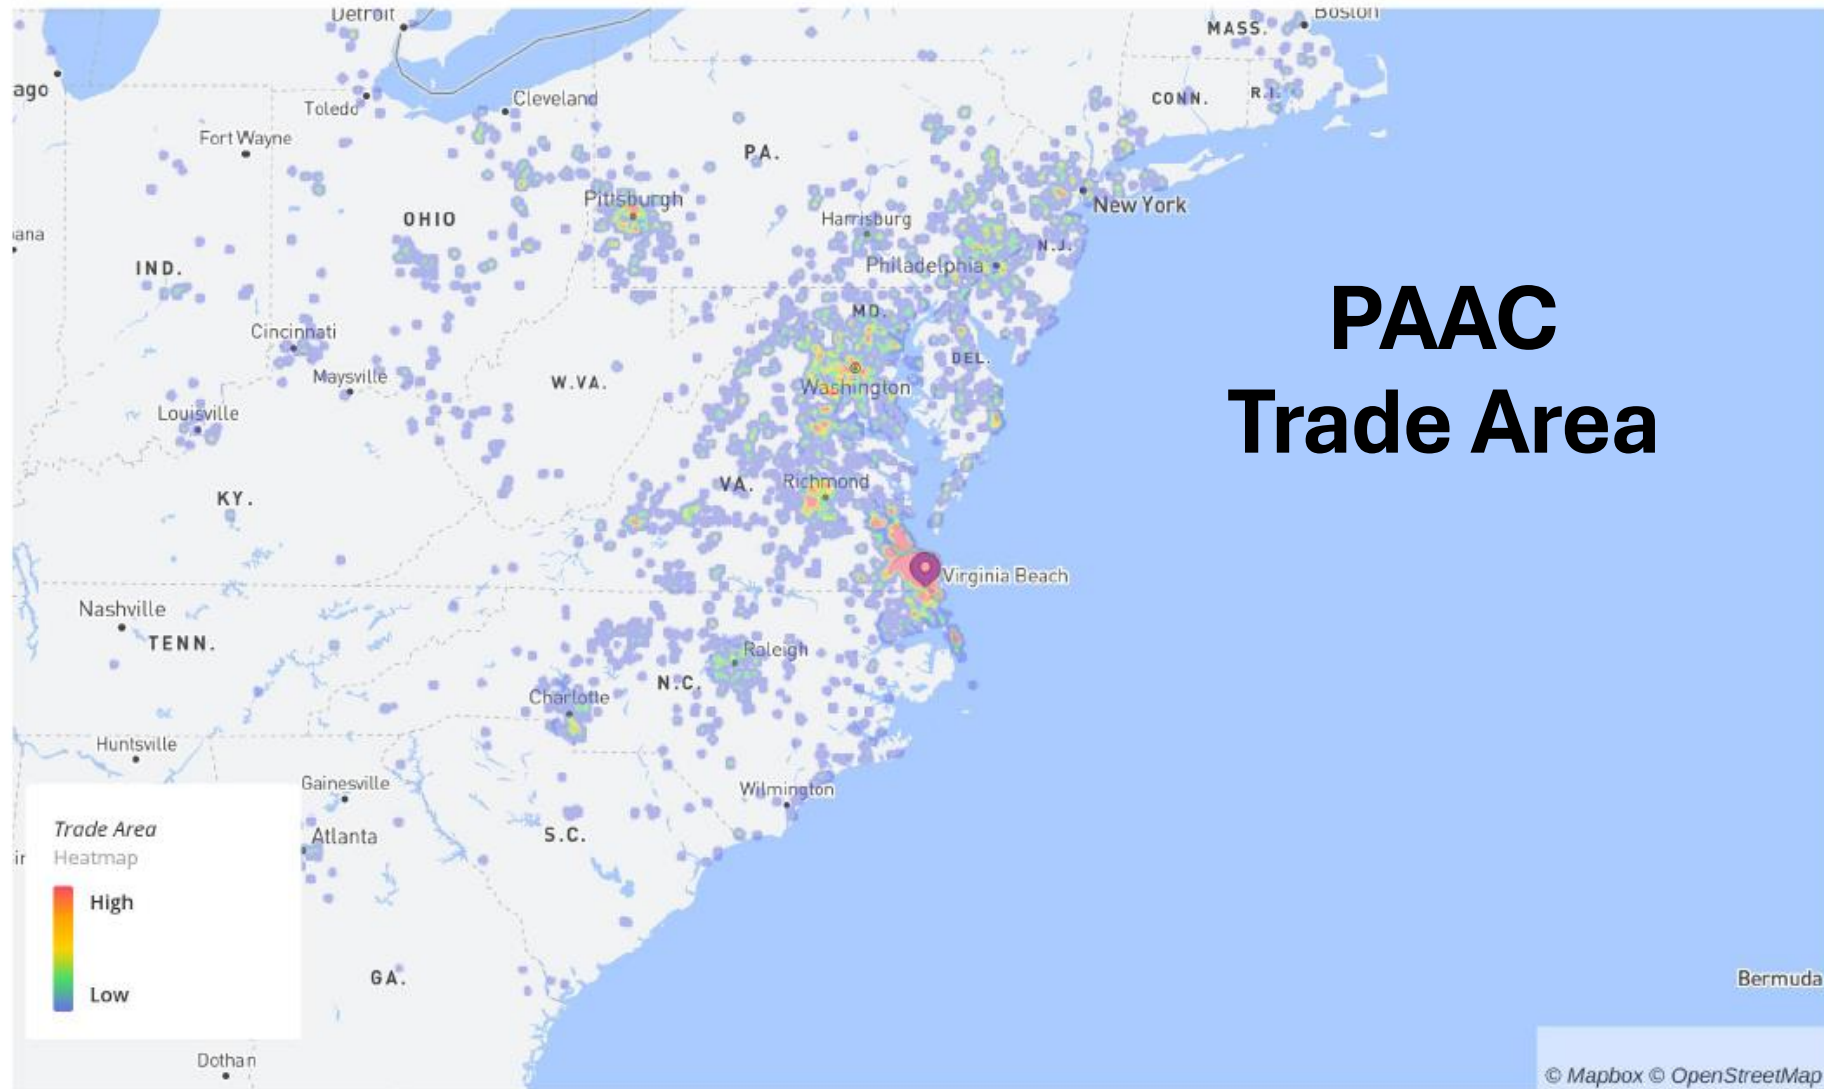 Detroit
Boston
MASS.
ago
Toledo
Cleveland
CONN.
R.I.
Fort Wayne
PA.
Pittsburgh
New York
OHIO
Harrisburg
ana
N.J.
IND.
Philadelphia
MD.
PAAC
Trade Area
Cincinnati
DEL.
Maysville
W.VA.
Washington
Louisville
KY.
VA.
Richmond
Virginia Beach
Nashville
TENN.
Raleigh
N.C.
Charlotte
Huntsville
Gainesville
Wilmington
Atlanta
S.C.
ir
Trade Area
Heatmap
High
Low
GA.
Bermuda
Dothan
© Mapbox © OpenStreetMap